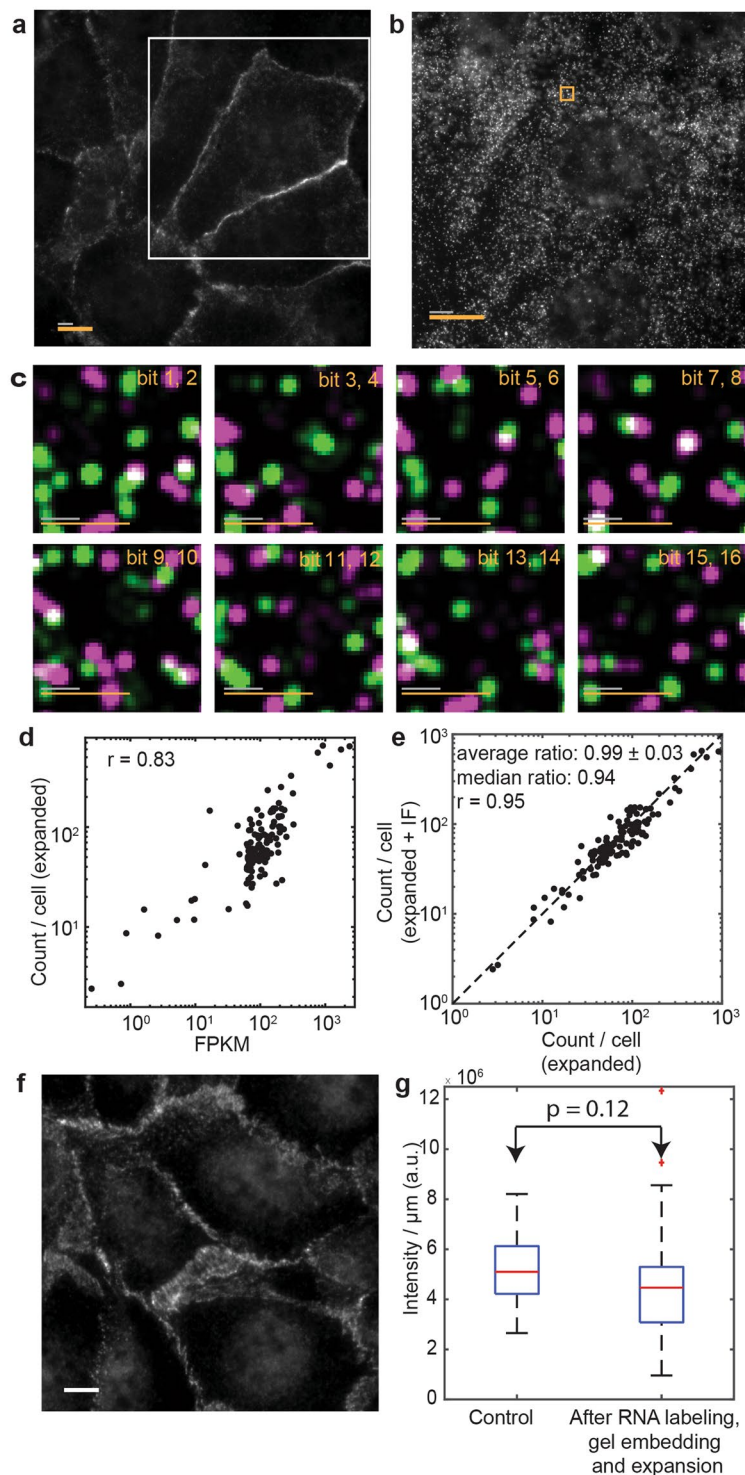 a
b
c
bit 1, 2
bit 3, 4
bit 5, 6
bit 7, 8
bit 9, 10
bit 11, 12
bit 13, 14
bit 15, 16
d
r = 0.83
Count / cell (expanded)
10²
10¹
10⁰
10¹
10²
10³
FPKM
e
average ratio: 0.99 ± 0.03
median ratio: 0.94
r = 0.95
Count / cell
(expanded + IF)
10³
10²
10¹
10⁰
10⁰
10¹
10²
10³
Count / cell
(expanded)
f
g
× 10⁶
p = 0.12
Intensity / µm (a.u.)
12
10
8
6
4
2
0
Control
After RNA labeling,
gel embedding
and expansion